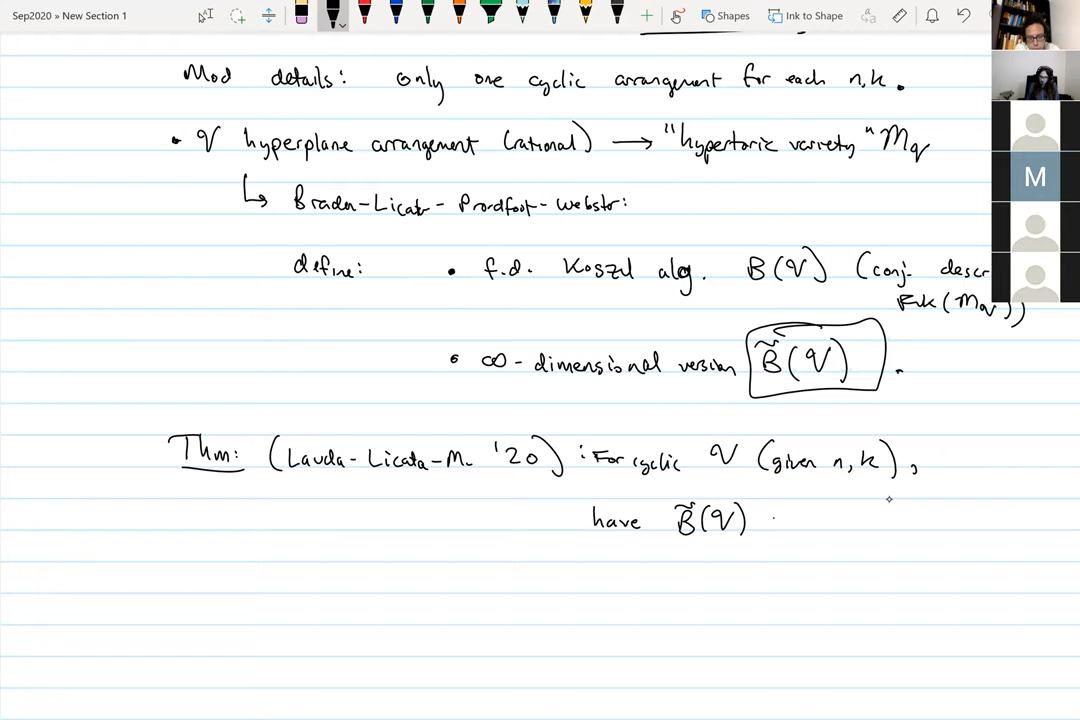 Sep2020 » New Section 1
Shapes
Ink to Shape
Mod details: only one cyclic arrangement for each n,k.
• 𝒱 hyperplane arrangement (rational) ⟶ "hypertoric variety" M𝒱
↳ Braden-Licata-Proudfoot-Webster:
define: • f.d. Koszul alg. B(𝒱) (conj. descr
Fuk(M𝒱))
• ∞-dimensional version B̃(𝒱).
Thm: (Lauda-Licata-M. '20): For cyclic 𝒱 (given n,k),
have B̃(𝒱)
M